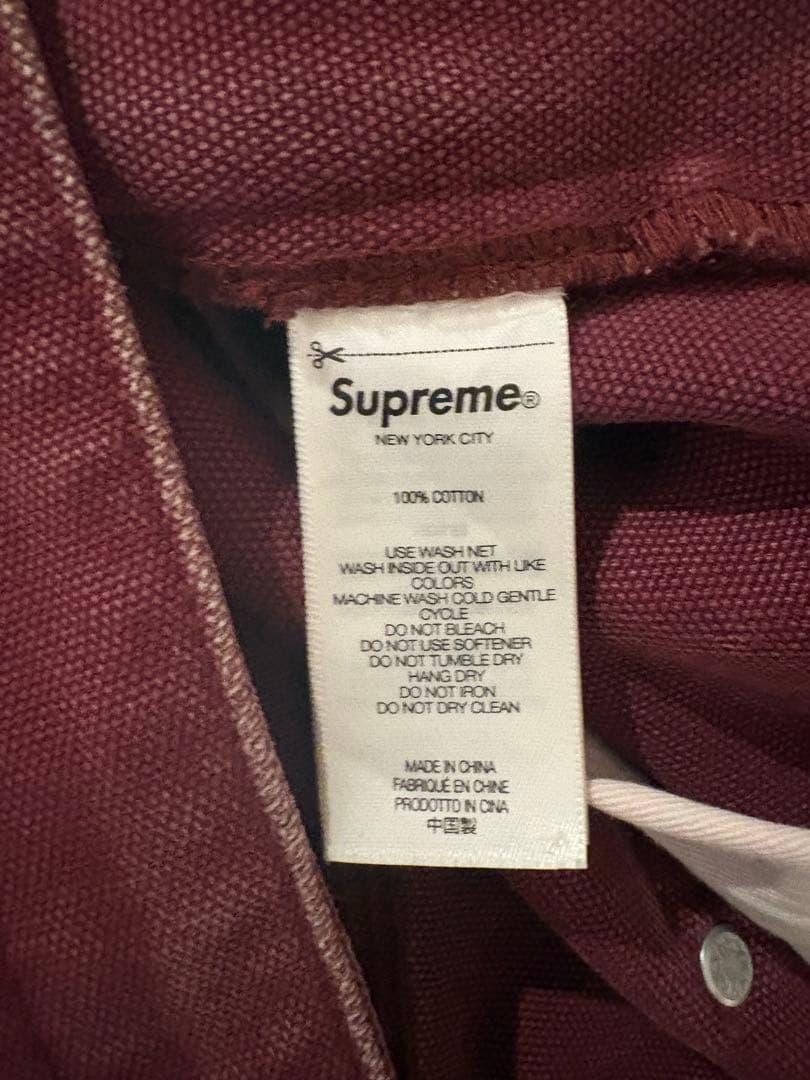 Supreme®
NEW YORK CITY
100% COTTON
USE WASH NET
WASH INSIDE OUT WITH LIKE
COLORS
MACHINE WASH COLD GENTLE
CYCLE
DO NOT BLEACH
DO NOT USE SOFTENER
DO NOT TUMBLE DRY
HANG DRY
DO NOT IRON
DO NOT DRY CLEAN
MADE IN CHINA
FABRIQUÉ EN CHINE
PRODOTTO IN CINA
中国製